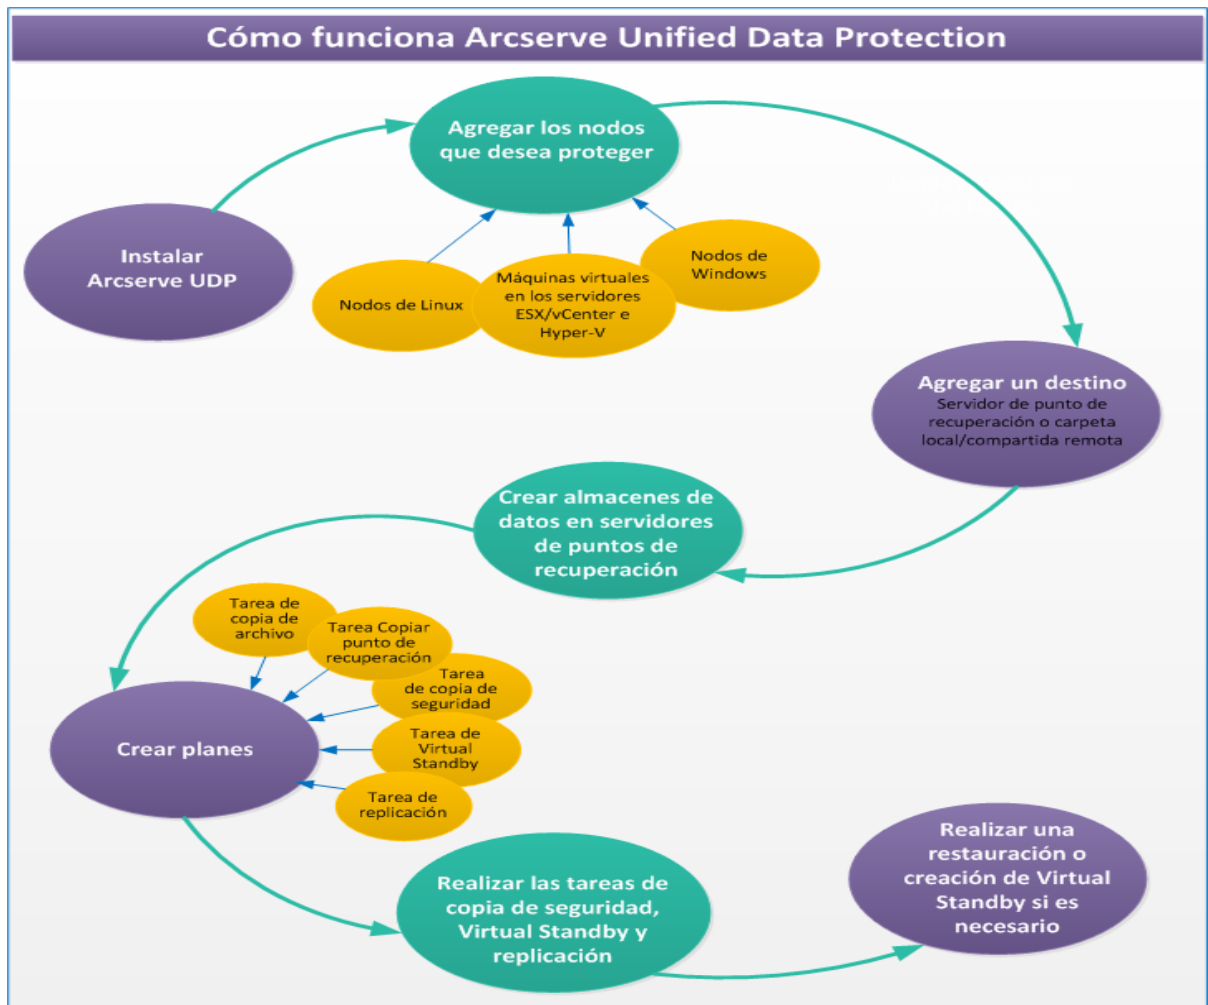 Cómo funciona Arcserve Unified Data Protection
Agregar los nodos
que desea proteger
Instalar
Arcserve UDP
Nodos de Linux
Máquinas virtuales
en los servidores
ESX/vCenter e
Hyper-V
Nodos de
Windows
Agregar un destino
Servidor de punto de
recuperación o carpeta
local/compartida remota
Crear almacenes de
datos en servidores
de puntos de
recuperación
Tarea de
copia de
archivo
Tarea Copiar
punto de
recuperación
Tarea
de copia de
seguridad
Tarea de
Virtual
Standby
Tarea de
replicación
Crear planes
Realizar las tareas de
copia de seguridad,
Virtual Standby y
replicación
Realizar una
restauración o
creación de Virtual
Standby si es
necesario